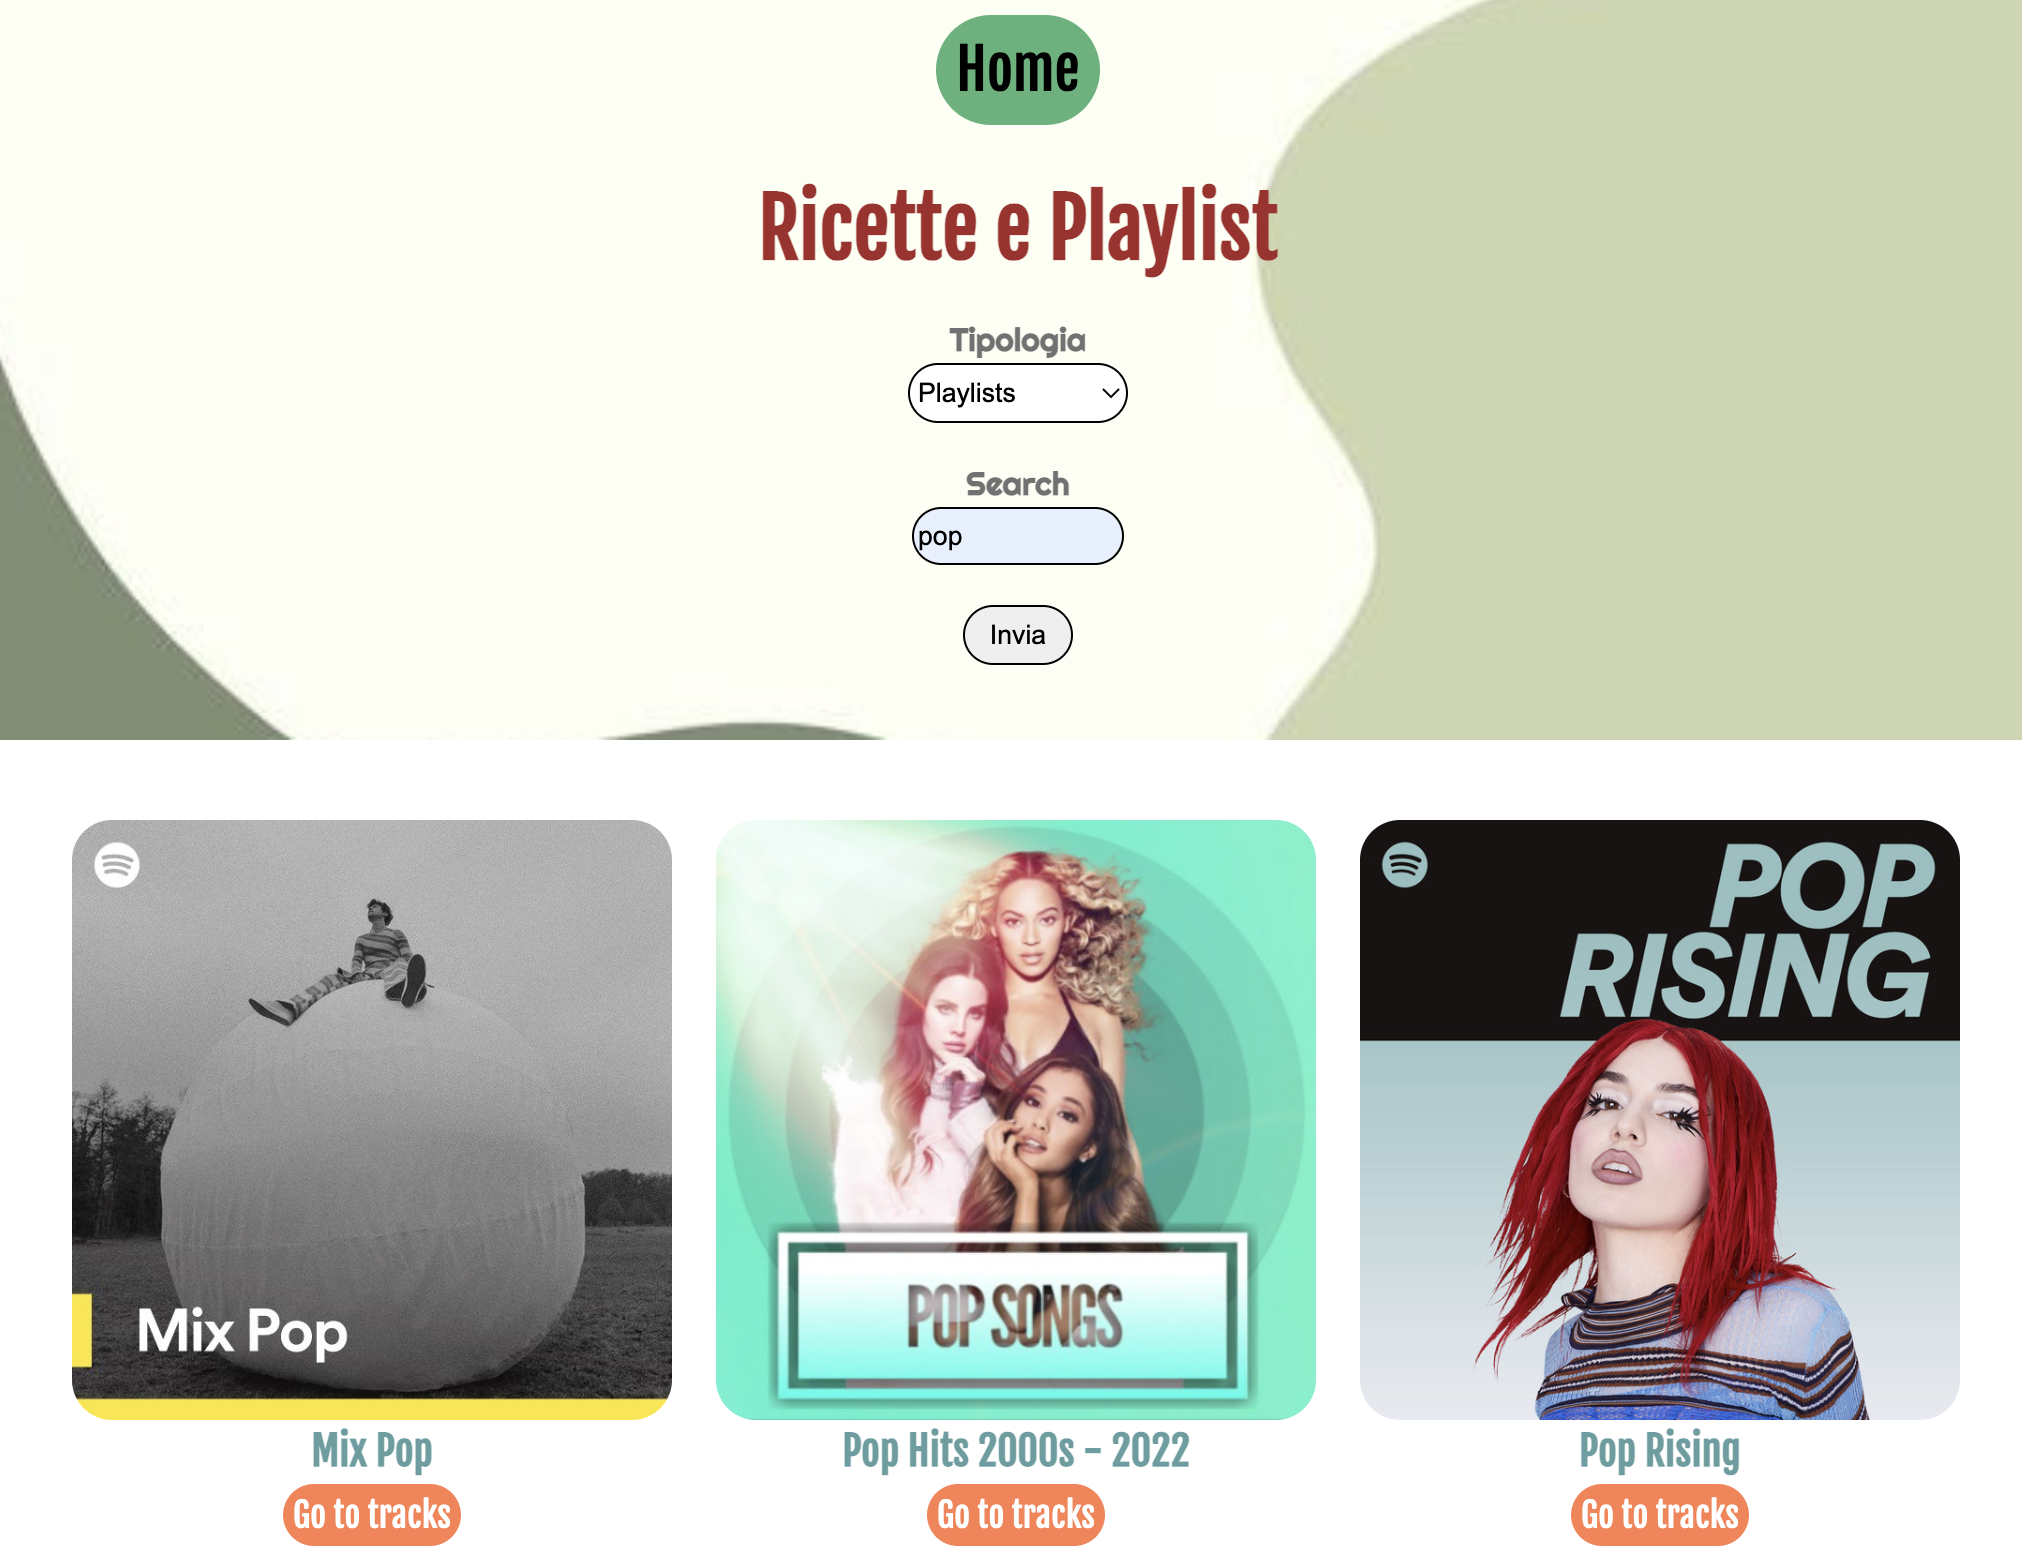 Home
Ricette e Playlist
Tipologia
Playlists
Search
pop
Invia
POP
RISING
Mix Pop
POP SONGS
Mix Pop
Pop Hits 2000s - 2022
Pop Rising
Go to tracks
Go to tracks
Go to tracks